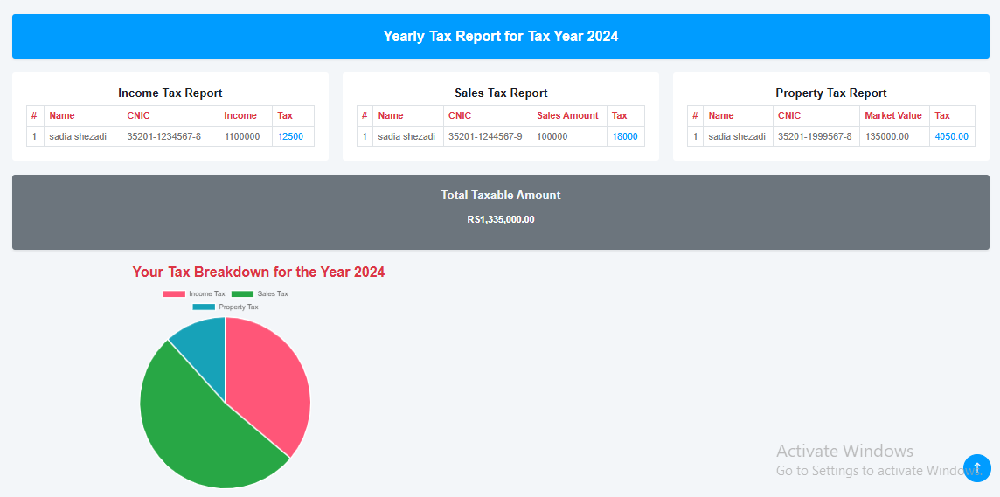 Yearly Tax Report for Tax Year 2024
Income Tax Report
# Name CNIC Income Tax
1 sadia shezadi 35201-1234567-8 1100000 12500
Sales Tax Report
# Name CNIC Sales Amount Tax
1 sadia shezadi 35201-1244567-9 100000 18000
Property Tax Report
# Name CNIC Market Value Tax
1 sadia shezadi 35201-1999567-8 135000.00 4050.00
Total Taxable Amount
RS1,335,000.00
Your Tax Breakdown for the Year 2024
Income Tax Sales Tax
Property Tax
Activate Windows
Go to Settings to activate Windows.